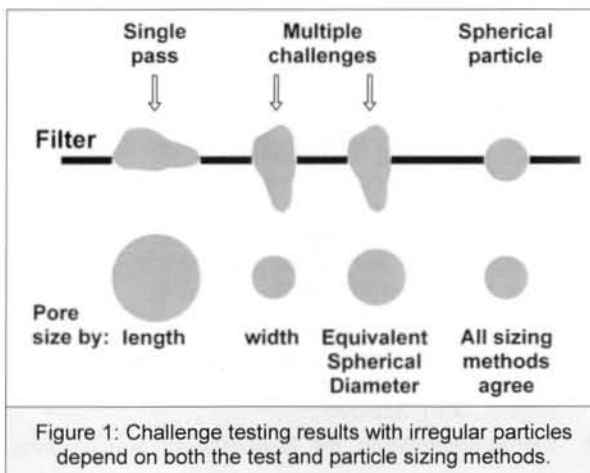 Single Multiple Spherical
pass challenges particle
Filter
Pore
size by: length width Equivalent All sizing
Spherical methods
Diameter agree
Figure 1: Challenge testing results with irregular particles
depend on both the test and particle sizing methods.